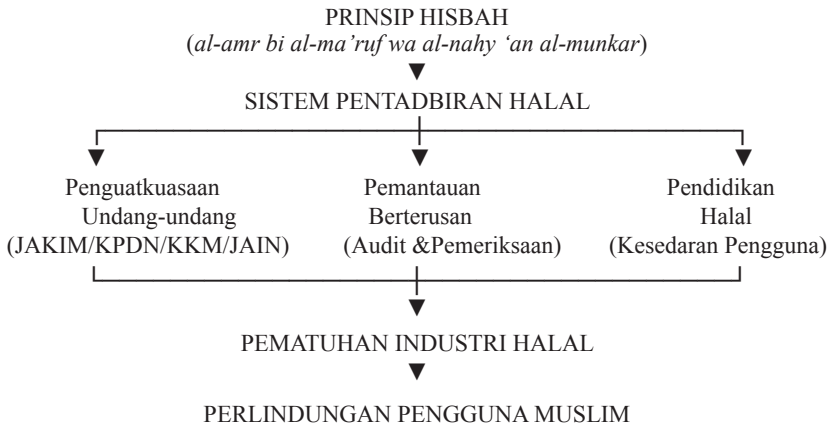 PRINSIP HISBAH
(al-amr bi al-ma’ruf wa al-nahy ‘an al-munkar)
SISTEM PENTADBIRAN HALAL
Penguatkuasaan
Undang-undang
(JAKIM/KPDN/KKM/JAIN)
Pemantauan
Berterusan
(Audit &Pemeriksaan)
Pendidikan
Halal
(Kesedaran Pengguna)
PEMATUHAN INDUSTRI HALAL
PERLINDUNGAN PENGGUNA MUSLIM